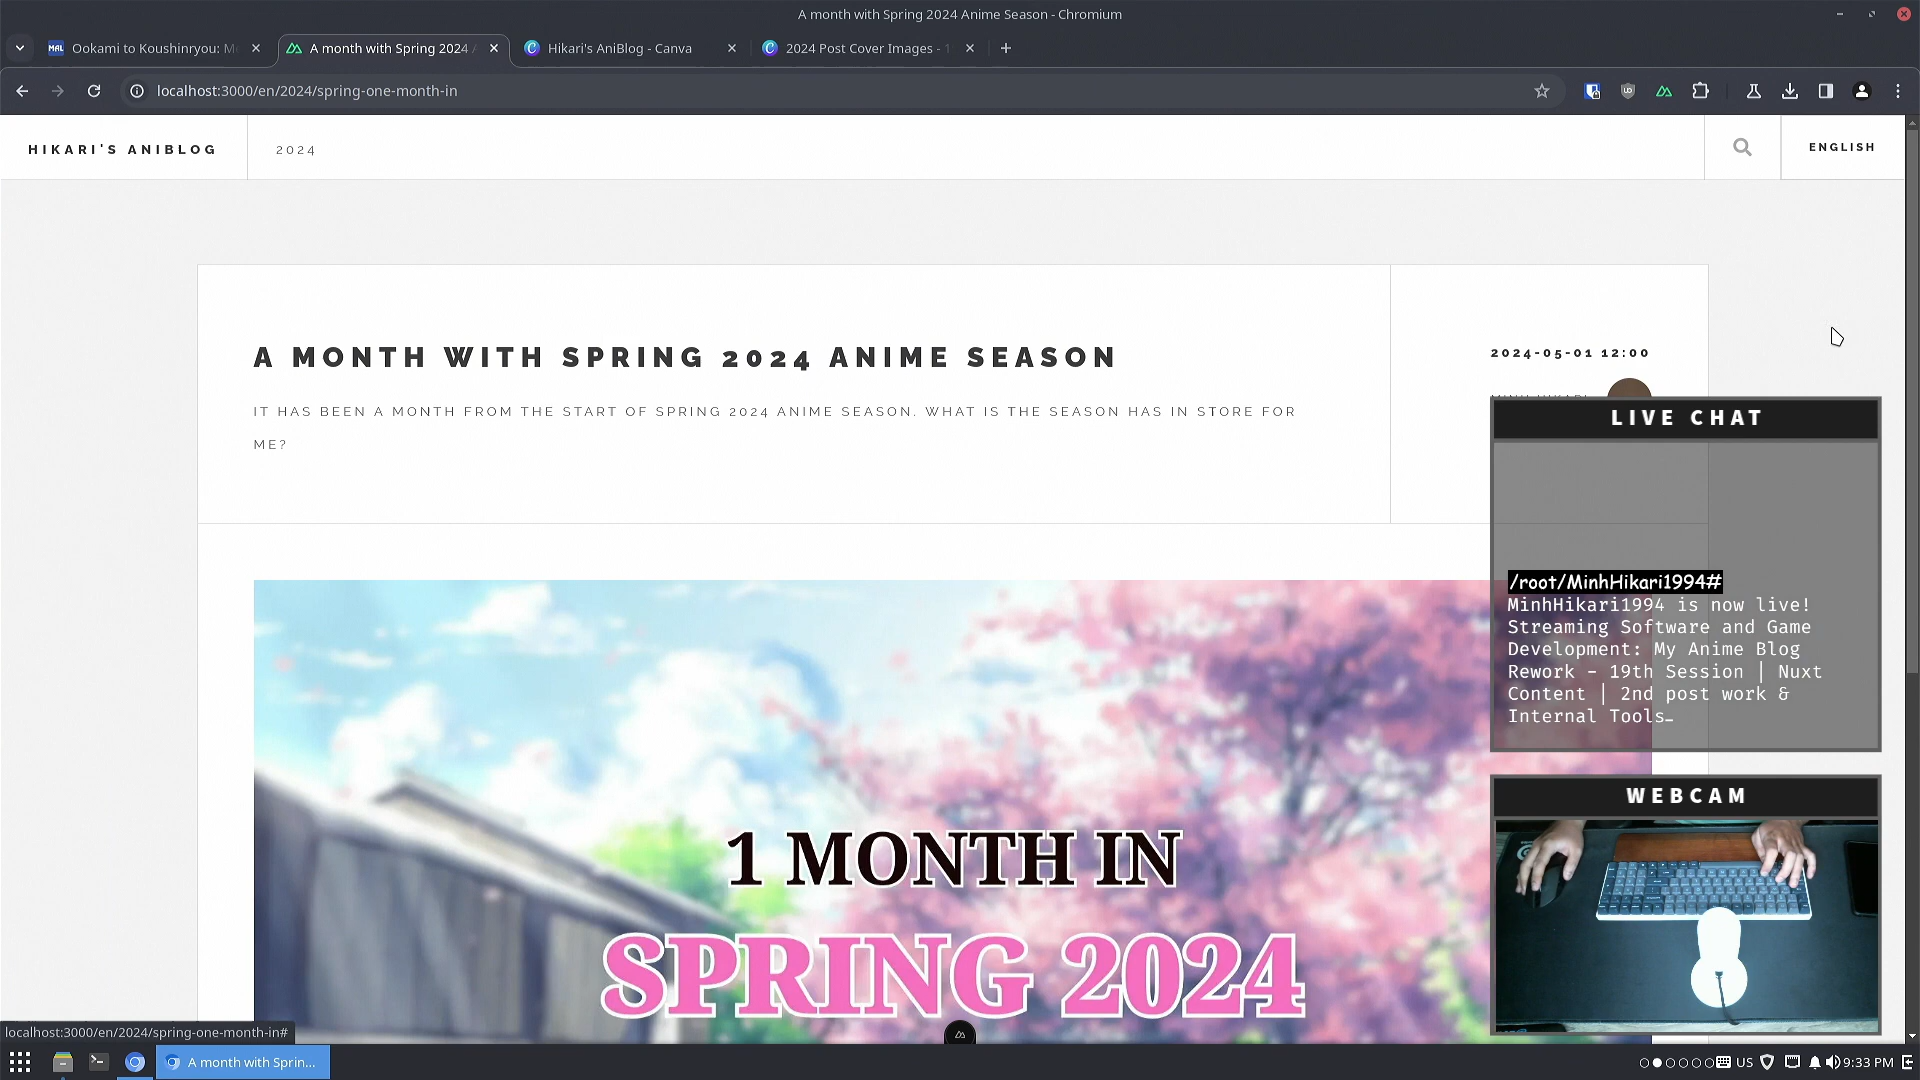 A month with Spring 2024 Anime Season - Chromium
MAL Ookami to Koushinryou: M
A month with Spring 2024
Hikari's AniBlog - Canva
2024 Post Cover Images - 1
localhost:3000/en/2024/spring-one-month-in
HIKARI'S ANIBLOG
2024
ENGLISH
A MONTH WITH SPRING 2024 ANIME SEASON
2024-05-01 12:00
IT HAS BEEN A MONTH FROM THE START OF SPRING 2024 ANIME SEASON. WHAT IS THE SEASON HAS IN STORE FOR
ME?
LIVE CHAT
/root/MinhHikari1994#
MinhHikari1994 is now live!
Streaming Software and Game
Development: My Anime Blog
Rework - 19th Session | Nuxt
Content | 2nd post work &
Internal Tools_
WEBCAM
1 MONTH IN
SPRING 2024
localhost:3000/en/2024/spring-one-month-in#
A month with Sprin...
US
9:33 PM